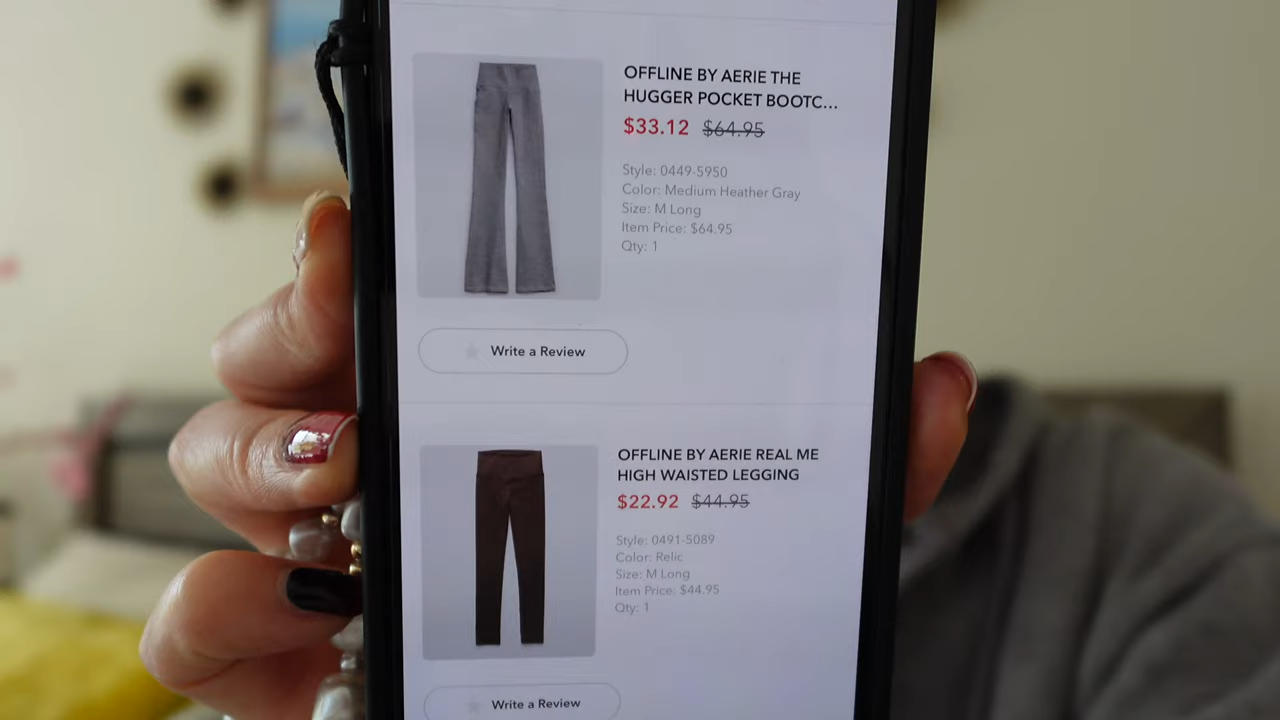 OFFLINE BY AERIE THE
HUGGER POCKET BOOTC...
$33.12 $64.95
Style: 0449-5950
Color: Medium Heather Gray
Size: M Long
Item Price: $64.95
Qty: 1
Write a Review
OFFLINE BY AERIE REAL ME
HIGH WAISTED LEGGING
$22.92 $44.95
Style: 0491-5089
Color: Relic
Size: M Long
Item Price: $44.95
Qty: 1
Write a Review